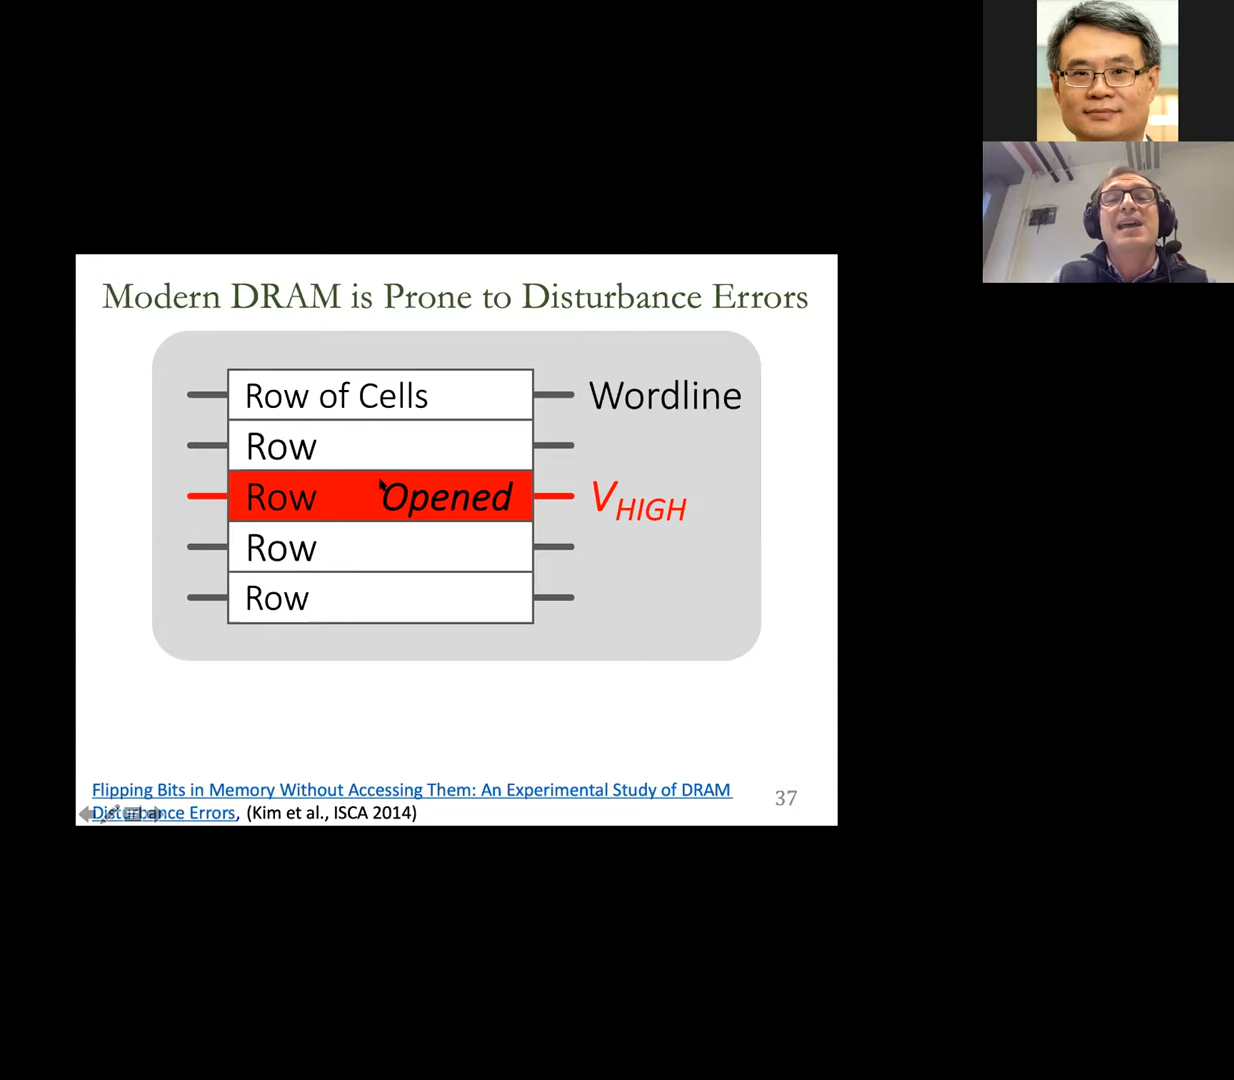 Modern DRAM is Prone to Disturbance Errors
Row of Cells
Wordline
Row
Row
Opened
V_HIGH
Row
Row
Flipping Bits in Memory Without Accessing Them: An Experimental Study of DRAM
Disturbance Errors, (Kim et al., ISCA 2014)
37